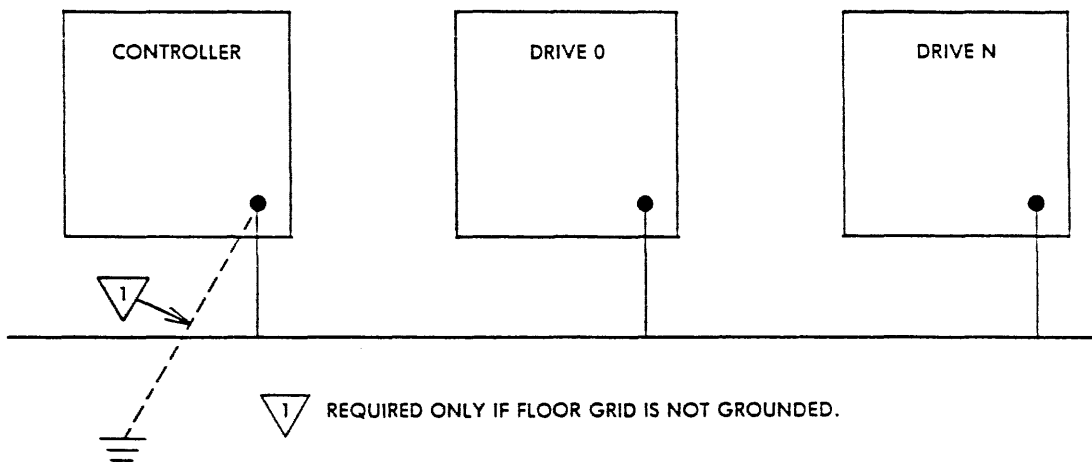 CONTROLLER
DRIVE 0
DRIVE N
1
1 REQUIRED ONLY IF FLOOR GRID IS NOT GROUNDED.